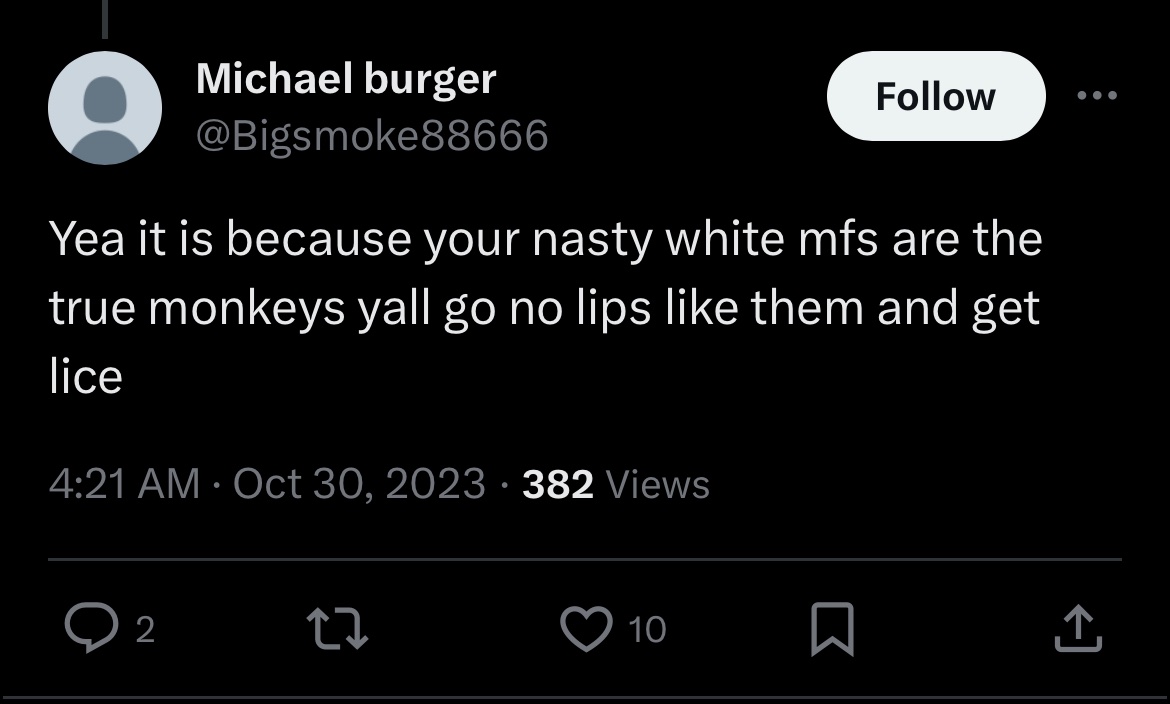 Michael burger
@Bigsmoke88666
Follow
Yea it is because your nasty white mfs are the
true monkeys yall go no lips like them and get
lice
4:21 AM · Oct 30, 2023 · 382 Views
2
10